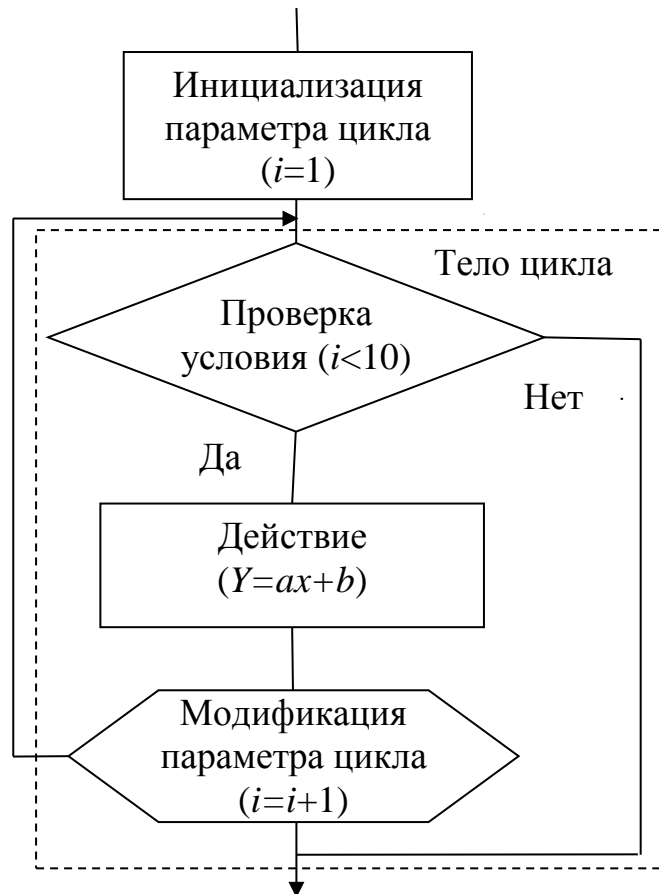 Инициализация
параметра цикла
(i=1)
Тело цикла
Проверка
условия (i<10)
Нет
Да
Действие
(Y=ax+b)
Модификация
параметра цикла
(i=i+1)